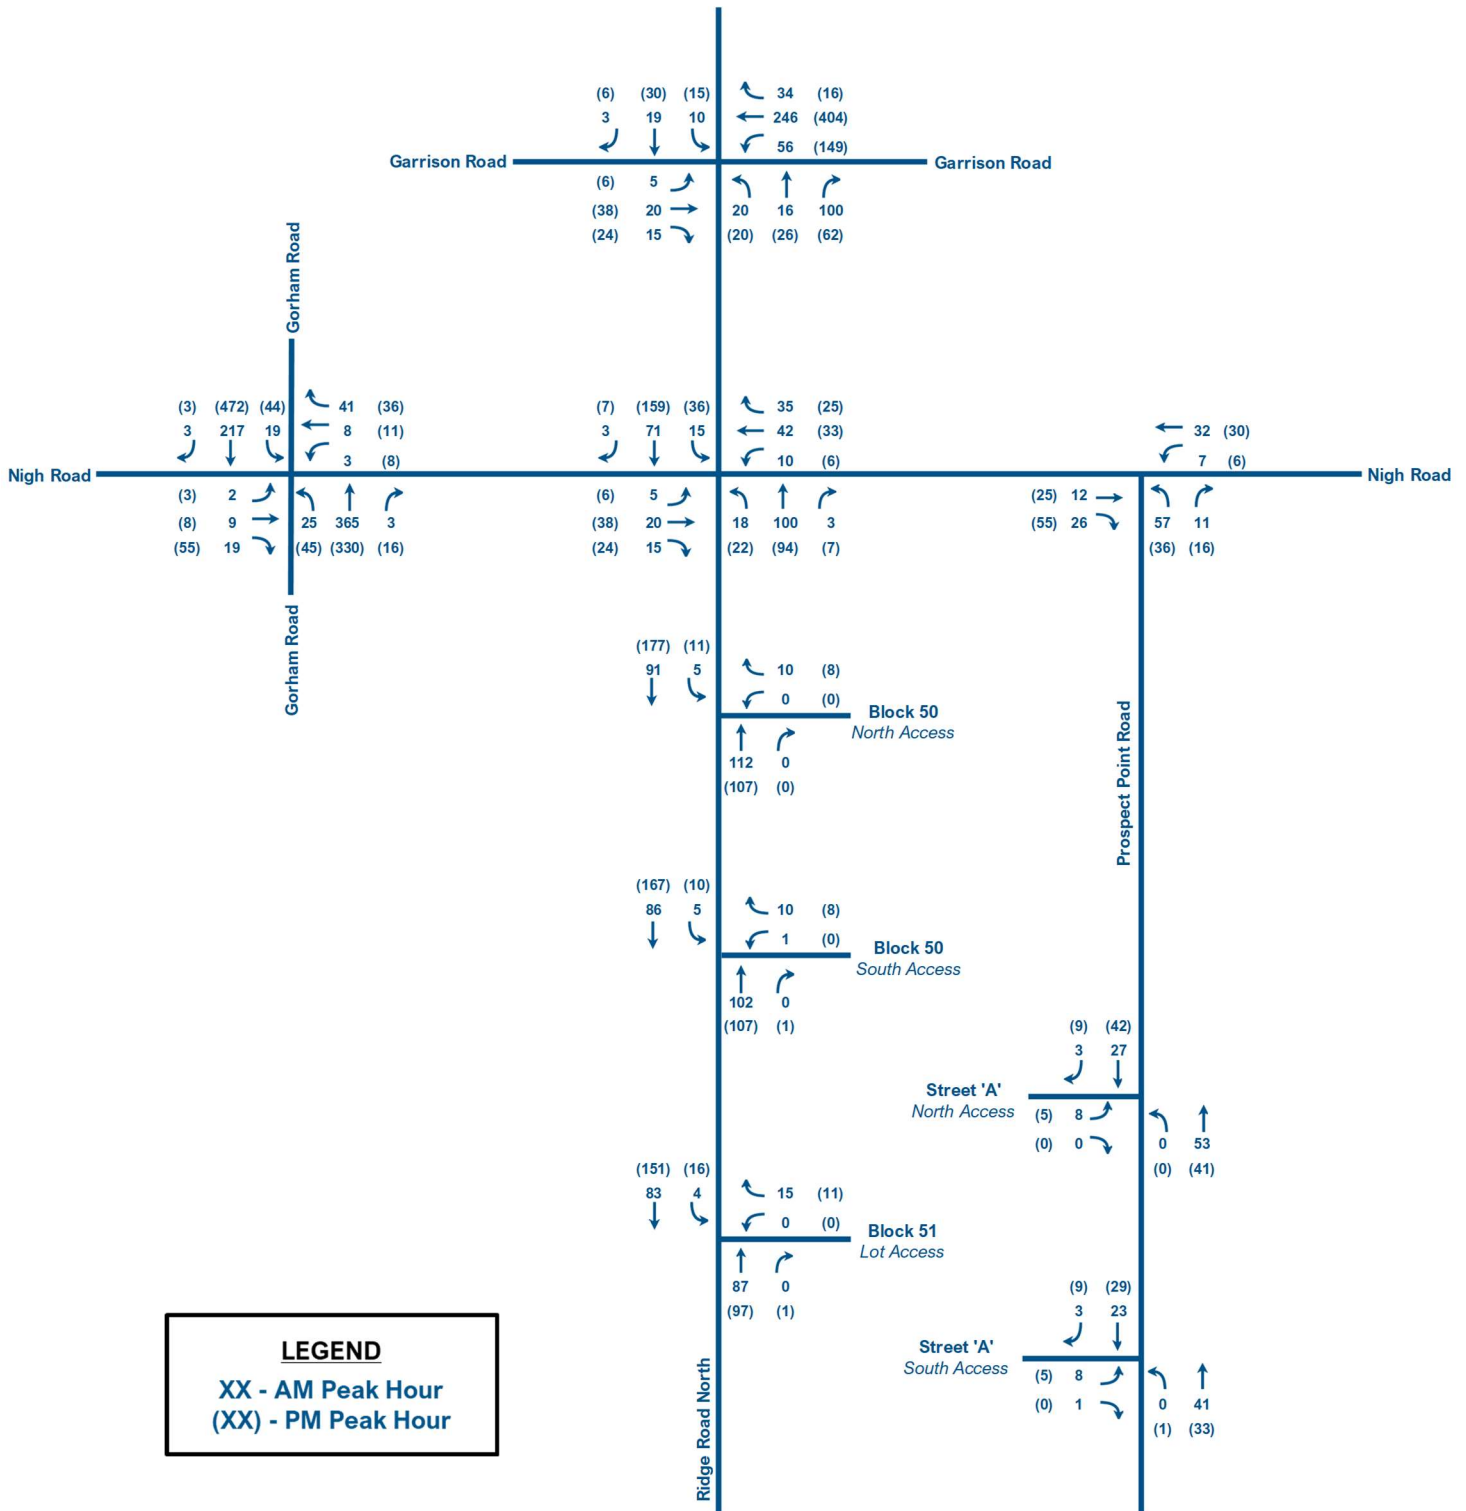 (6) (30) (15) 34 (16)
3 19 10 246 (404)
56 (149)
Garrison Road Garrison Road
(6) 5
(38) 20 20 16 100
(24) 15 (20) (26) (62)
Gorham Road
(3) (472) (44) 41 (36) (7) (159) (36) 35 (25)
3 217 19 8 (11) 3 71 15 42 (33) 32 (30)
3 (8) 10 (6) 7 (6)
Nigh Road Nigh Road
(3) 2 (6) 5 (25) 12
(8) 9 25 365 3 (38) 20 18 100 3 (55) 26 57 11
(55) 19 (45) (330) (16) (24) 15 (22) (94) (7) (36) (16)
Gorham Road
(177) (11)
91 5 10 (8)
0 (0)
Block 50
North Access
112 0
(107) (0)
Prospect Point Road
(167) (10)
86 5 10 (8)
1 (0)
Block 50
South Access
102 0
(107) (1)
(9) (42)
3 27
Street 'A'
North Access
(5) 8
(0) 0 0 53
(0) (41)
(151) (16)
83 4 15 (11)
0 (0)
Block 51
Lot Access
87 0
(97) (1)
(9) (29)
3 23
Street 'A'
South Access
(5) 8
(0) 1 0 41
(1) (33)
Ridge Road North
LEGEND
XX - AM Peak Hour
(XX) - PM Peak Hour